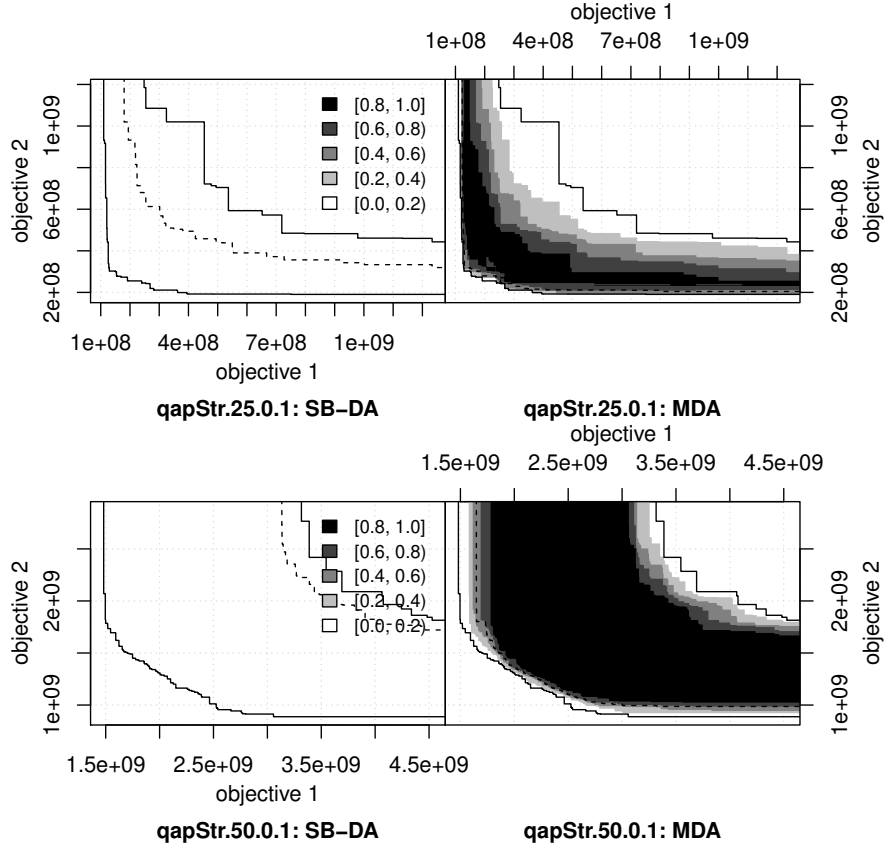 objective 1
1e+08 4e+08 7e+08 1e+09
2e+08 6e+08 1e+09
objective 2
[0.8, 1.0]
[0.6, 0.8)
[0.4, 0.6)
[0.2, 0.4)
[0.0, 0.2)
2e+08 6e+08 1e+09
objective 2
1e+08 4e+08 7e+08 1e+09
objective 1
qapStr.25.0.1: SB−DA
qapStr.25.0.1: MDA
objective 1
1.5e+09 2.5e+09 3.5e+09 4.5e+09
1e+09 2e+09
objective 2
[0.8, 1.0]
[0.6, 0.8)
[0.4, 0.6)
[0.2, 0.4)
[0.0, 0.2)
1e+09 2e+09
objective 2
1.5e+09 2.5e+09 3.5e+09 4.5e+09
objective 1
qapStr.50.0.1: SB−DA
qapStr.50.0.1: MDA